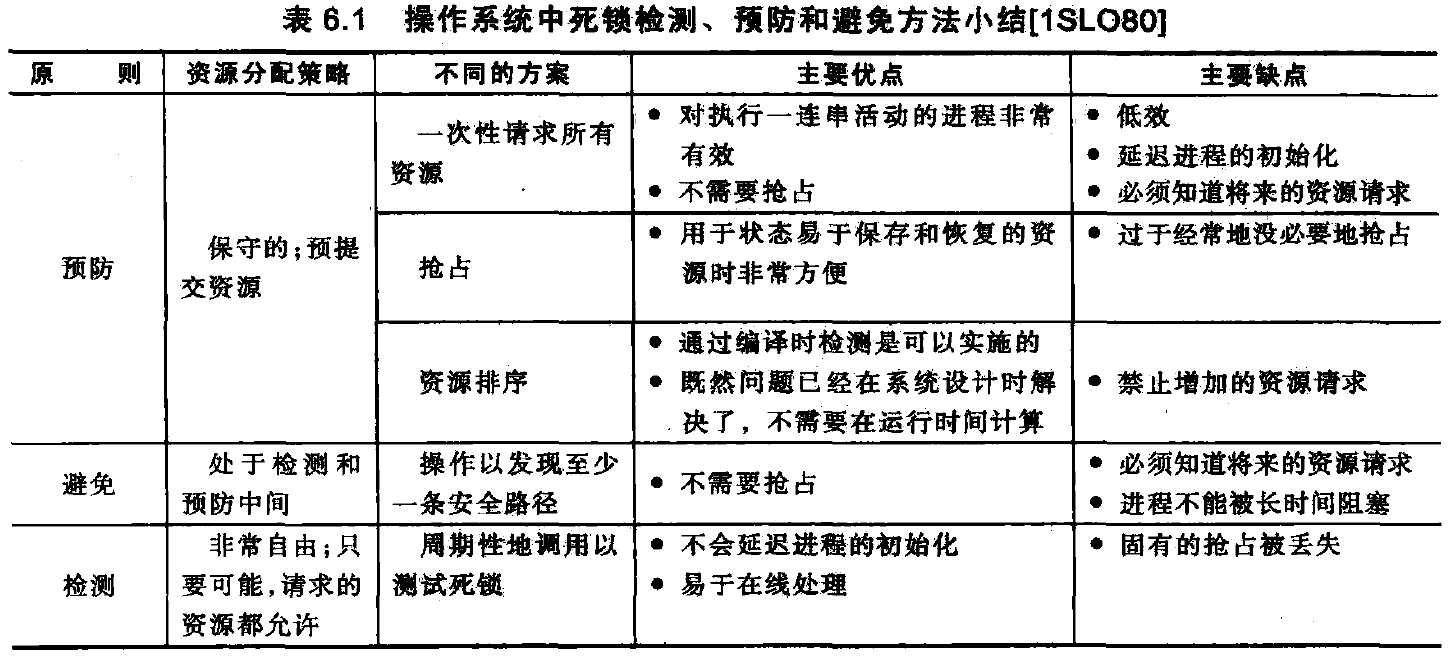 表 6.1 操作系统中死锁检测、预防和避免方法小结[1SLO80]
原 则 资源分配策略 不同的方案 主要优点 主要缺点
预防
保守的；预提
交资源
一次性请求所有
资源
● 对执行一连串活动的进程非常
有效
● 不需要抢占
● 低效
● 延迟进程的初始化
● 必须知道将来的资源请求
抢占
● 用于状态易于保存和恢复的资
源时非常方便
● 过于经常地没必要地抢占
资源排序
● 通过编译时检测是可以实施的
● 既然问题已经在系统设计时解
决了，不需要在运行时间计算
● 禁止增加的资源请求
避免
处于检测和
预防中间
操作以发现至少
一条安全路径
● 不需要抢占
● 必须知道将来的资源请求
● 进程不能被长时间阻塞
检测
非常自由；只
要可能，请求的
资源都允许
周期性地调用以
测试死锁
● 不会延迟进程的初始化
● 易于在线处理
● 固有的抢占被丢失